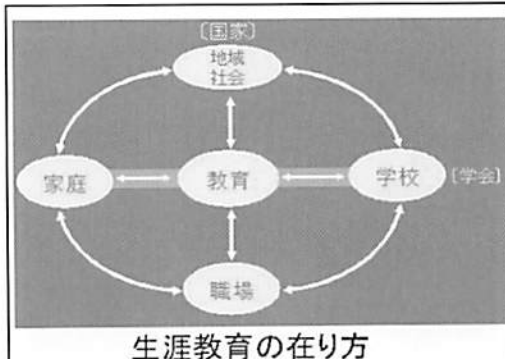 〔国家〕
地域
社会
家庭
教育
学校
〔学会〕
職場
生涯教育の在り方